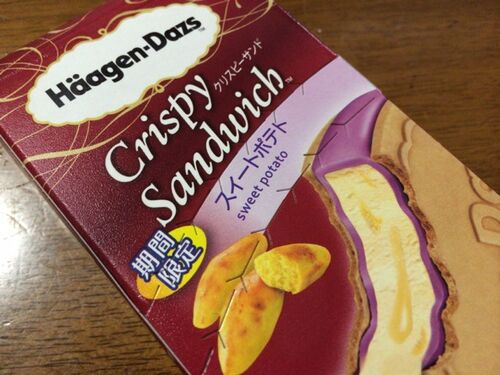 Häagen-Dazs
クリスピーサンド
Crispy
Sandwich™
スイートポテト
sweet potato
期間
限定